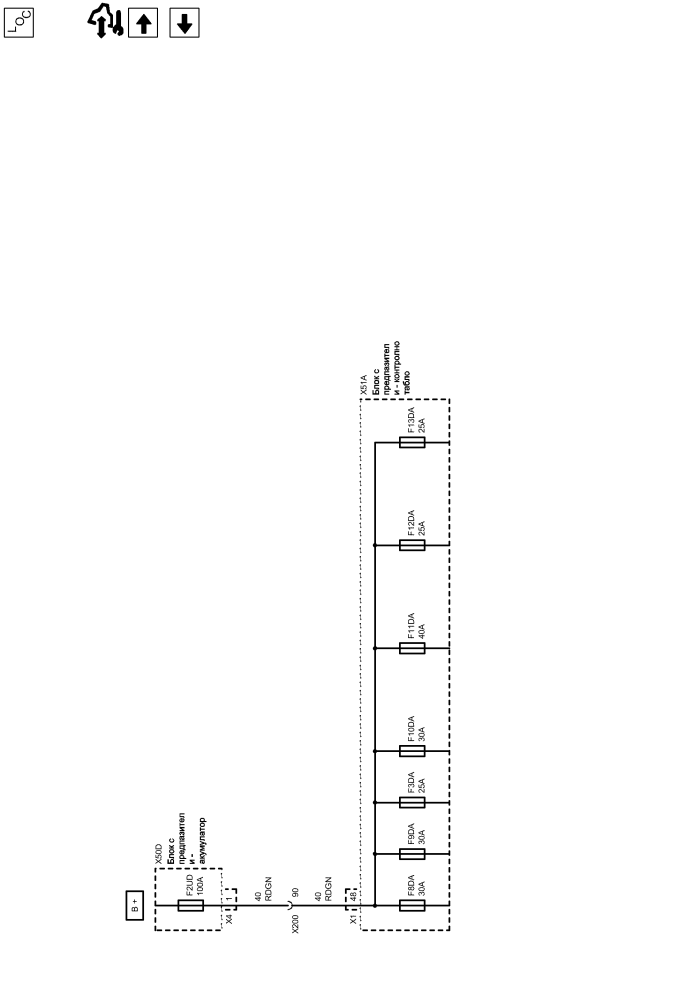 LOC
B +
X50D
Блок с
предпазител
и -
акумулатор
F2UD
100A
X4
1
40
RDGN
X200
90
40
RDGN
X1
48
X51A
Блок с
предпазител
и - контролно
табло
F8DA
30A
F9DA
30A
F3DA
25A
F10DA
30A
F11DA
40A
F12DA
25A
F13DA
25A